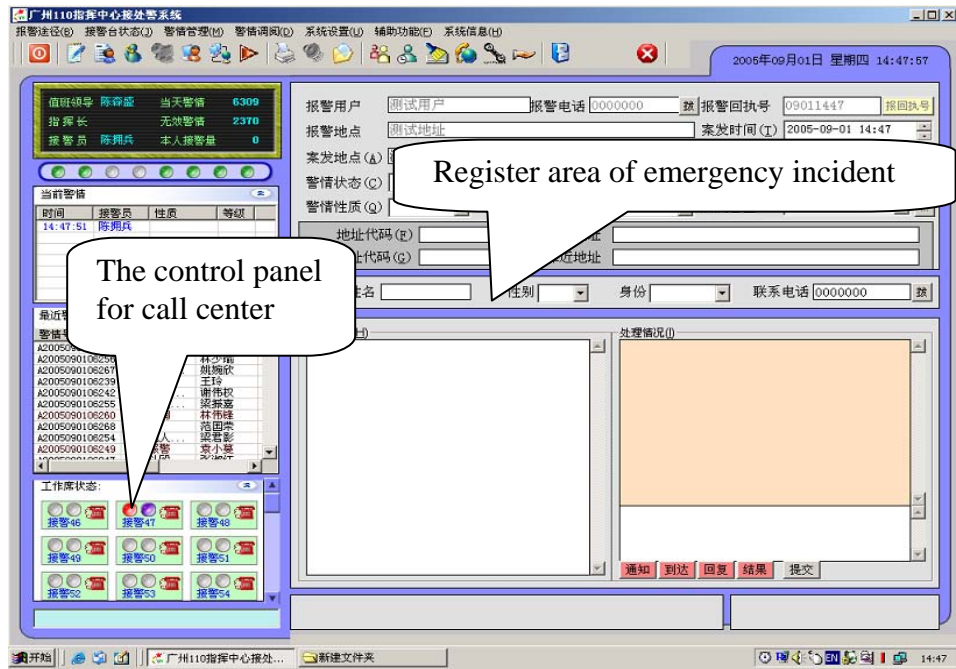 广州110指挥中心接处警系统
报警途径(B) 接警台状态(J) 警情管理(M) 警情调阅(D) 系统设置(U) 辅助功能(F) 系统信息(H)
2005年09月01日 星期四 14:47:57
值班领导 陈森盛 当天警情 6309
指挥长 无效警情 2370
接警员 陈拥兵 本人接警量 0
当前警情
时间 接警员 性质 等级
14:47:51 陈拥兵
The control panel
for call center
A2005090106267 姚婉欣
A2005090106239 王玲
A2005090106242 谢伟权
A2005090106255 梁振嘉
A2005090106260 林伟锋
A2005090106268 范国荣
A2005090106254 梁君影
A2005090106249 袁小蔓
工作席状态:
接警46 接警47 接警48
接警49 接警50 接警51
接警52 接警53 接警54
报警用户 测试用户 报警电话 0000000 拨 报警回执号 09011447 报回执号
报警地点 测试地址 案发时间(T) 2005-09-01 14:47
案发地点(A)
警情状态(C)
警情性质(Q)
Register area of emergency incident
地址代码(E)
址代码(G) 近地址
性别 身份 联系电话 0000000 拨
处理情况(I)
通知 到达 回复 结果 提交
开始 广州110指挥中心接处... 新建文件夹 EN 14:47